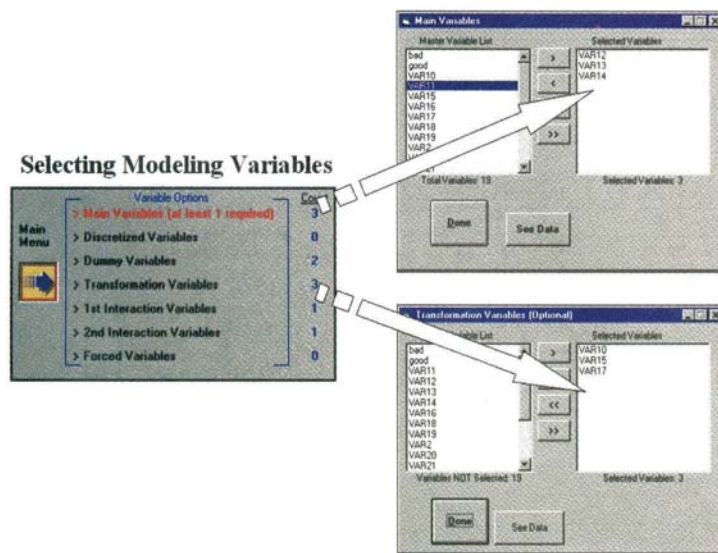 Selecting Modeling Variables
Main
Menu
Variable Options
> Main Variables (at least 1 required) 3
> Discretized Variables 0
> Dummy Variables 2
> Transformation Variables 3
> 1st Interaction Variables 1
> 2nd Interaction Variables 1
> Forced Variables 0
Main Variables
Master Variable List
bad
good
VAR10
VAR11
VAR15
VAR16
VAR17
VAR18
VAR19
VAR2
Total Variables: 19
>
<
>>
Selected Variables
VAR12
VAR13
VAR14
Selected Variables: 3
Done
See Data
Transformation Variables (Optional)
Variable List
bad
good
VAR11
VAR12
VAR13
VAR14
VAR16
VAR18
VAR19
VAR2
VAR20
VAR21
Variables NOT Selected: 19
>
<<
>>
Selected Variables
VAR10
VAR15
VAR17
Selected Variables: 3
Done
See Data